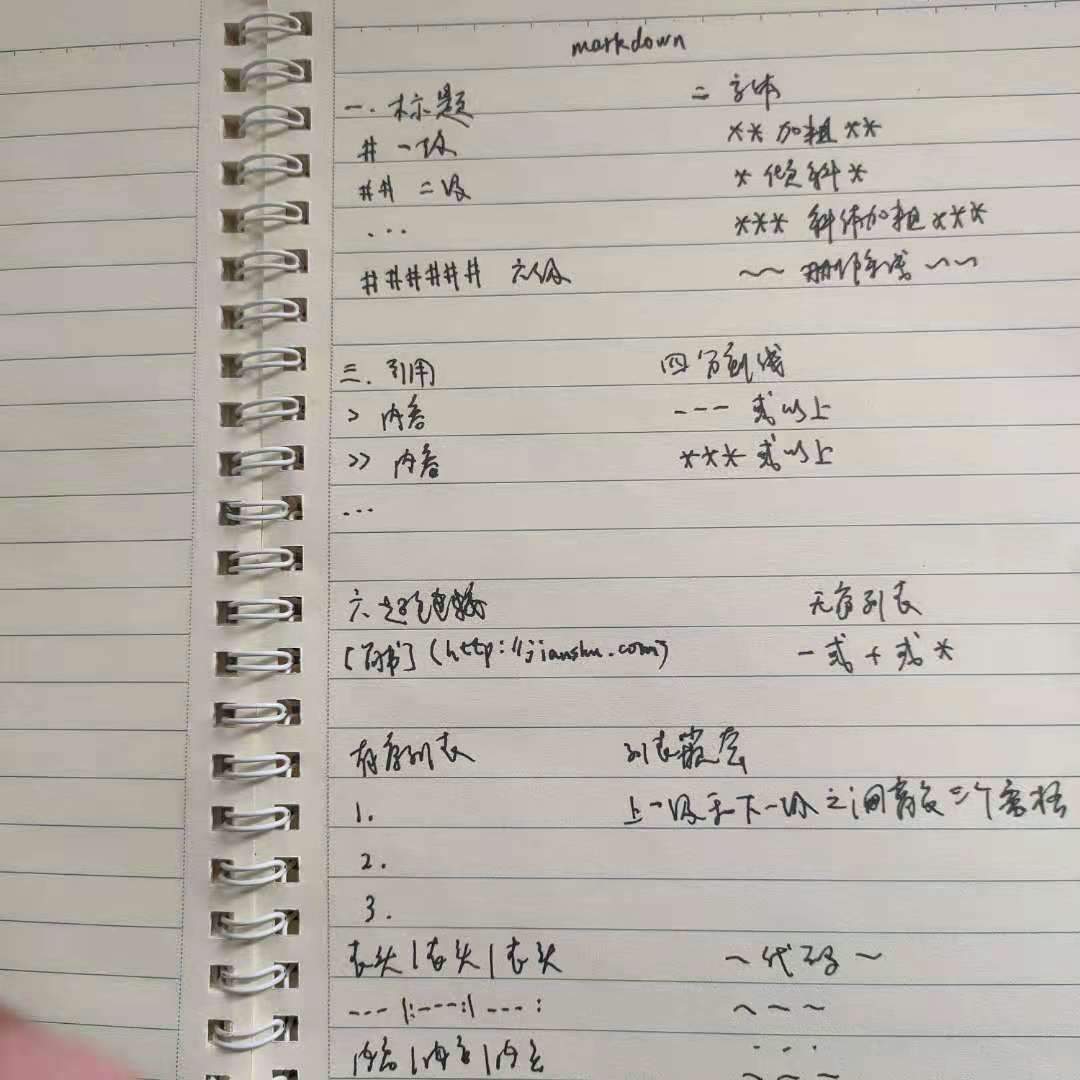 markdown
一. 标题
# 一级
## 二级
...
###### 六级
二 字体
** 加粗 **
* 倾斜 *
*** 斜体加粗 ***
~~ 删除线 ~~
三. 引用
> 内容
>> 内容
...
四 分割线
--- 或以上
*** 或以上
六 超链接
[简书] (http://jianshu.com)
无序列表
- 或 + 或 *
有序列表
1.
2.
3.
列表嵌套
上一级和下一级之间敲三个空格
表头|表头|表头
---|:---:|---:
内容|内容|内容
~ 代码 ~
~ ~ ~
...
~ ~ ~